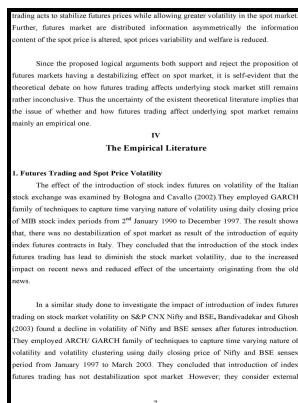 trading acts to stabilize futures prices while allowing greater volatility in the spot market.
Further, futures market are distributed information asymmetrically the information
content of the spot price is altered, spot prices variability and welfare is reduced.
Since the proposed logical arguments both support and reject the proposition of
futures markets having a destabilizing effect on spot market, it is self-evident that the
theoretical debate on how futures trading affects underlying stock market still remains
rather inconclusive. Thus the uncertainty of the existent theoretical literature implies that
the issue of whether and how futures trading affect underlying spot market remains
mainly an empirical one.
IV
The Empirical Literature
1. Futures Trading and Spot Price Volatility
The effect of the introduction of stock index futures on volatility of the Italian
stock exchange was examined by Bologna and Cavallo (2002).They employed GARCH
family of techniques to capture time varying nature of volatility using daily closing price
of MIB stock index periods from 2nd January 1990 to December 1997. The result shows
that, there was no destabilization of spot market as result of the introduction of equity
index futures contracts in Italy. They concluded that the introduction of the stock index
futures trading has lead to diminish the stock market volatility, due to the increased
impact on recent news and reduced effect of the uncertainty originating from the old
news.
In a similar study done to investigate the impact of introduction of index futures
trading on stock market volatility on S&P CNX Nifty and BSE, Bandivadekar and Ghosh
(2003) found a decline in volatility of Nifty and BSE sensex after futures introduction.
They employed ARCH/ GARCH family of techniques to capture time varying nature of
volatility and volatility clustering using daily closing price of Nifty and BSE sensex
period from January 1997 to March 2003. They concluded that introduction of index
futures trading has not destabilization spot market .However; they consider external